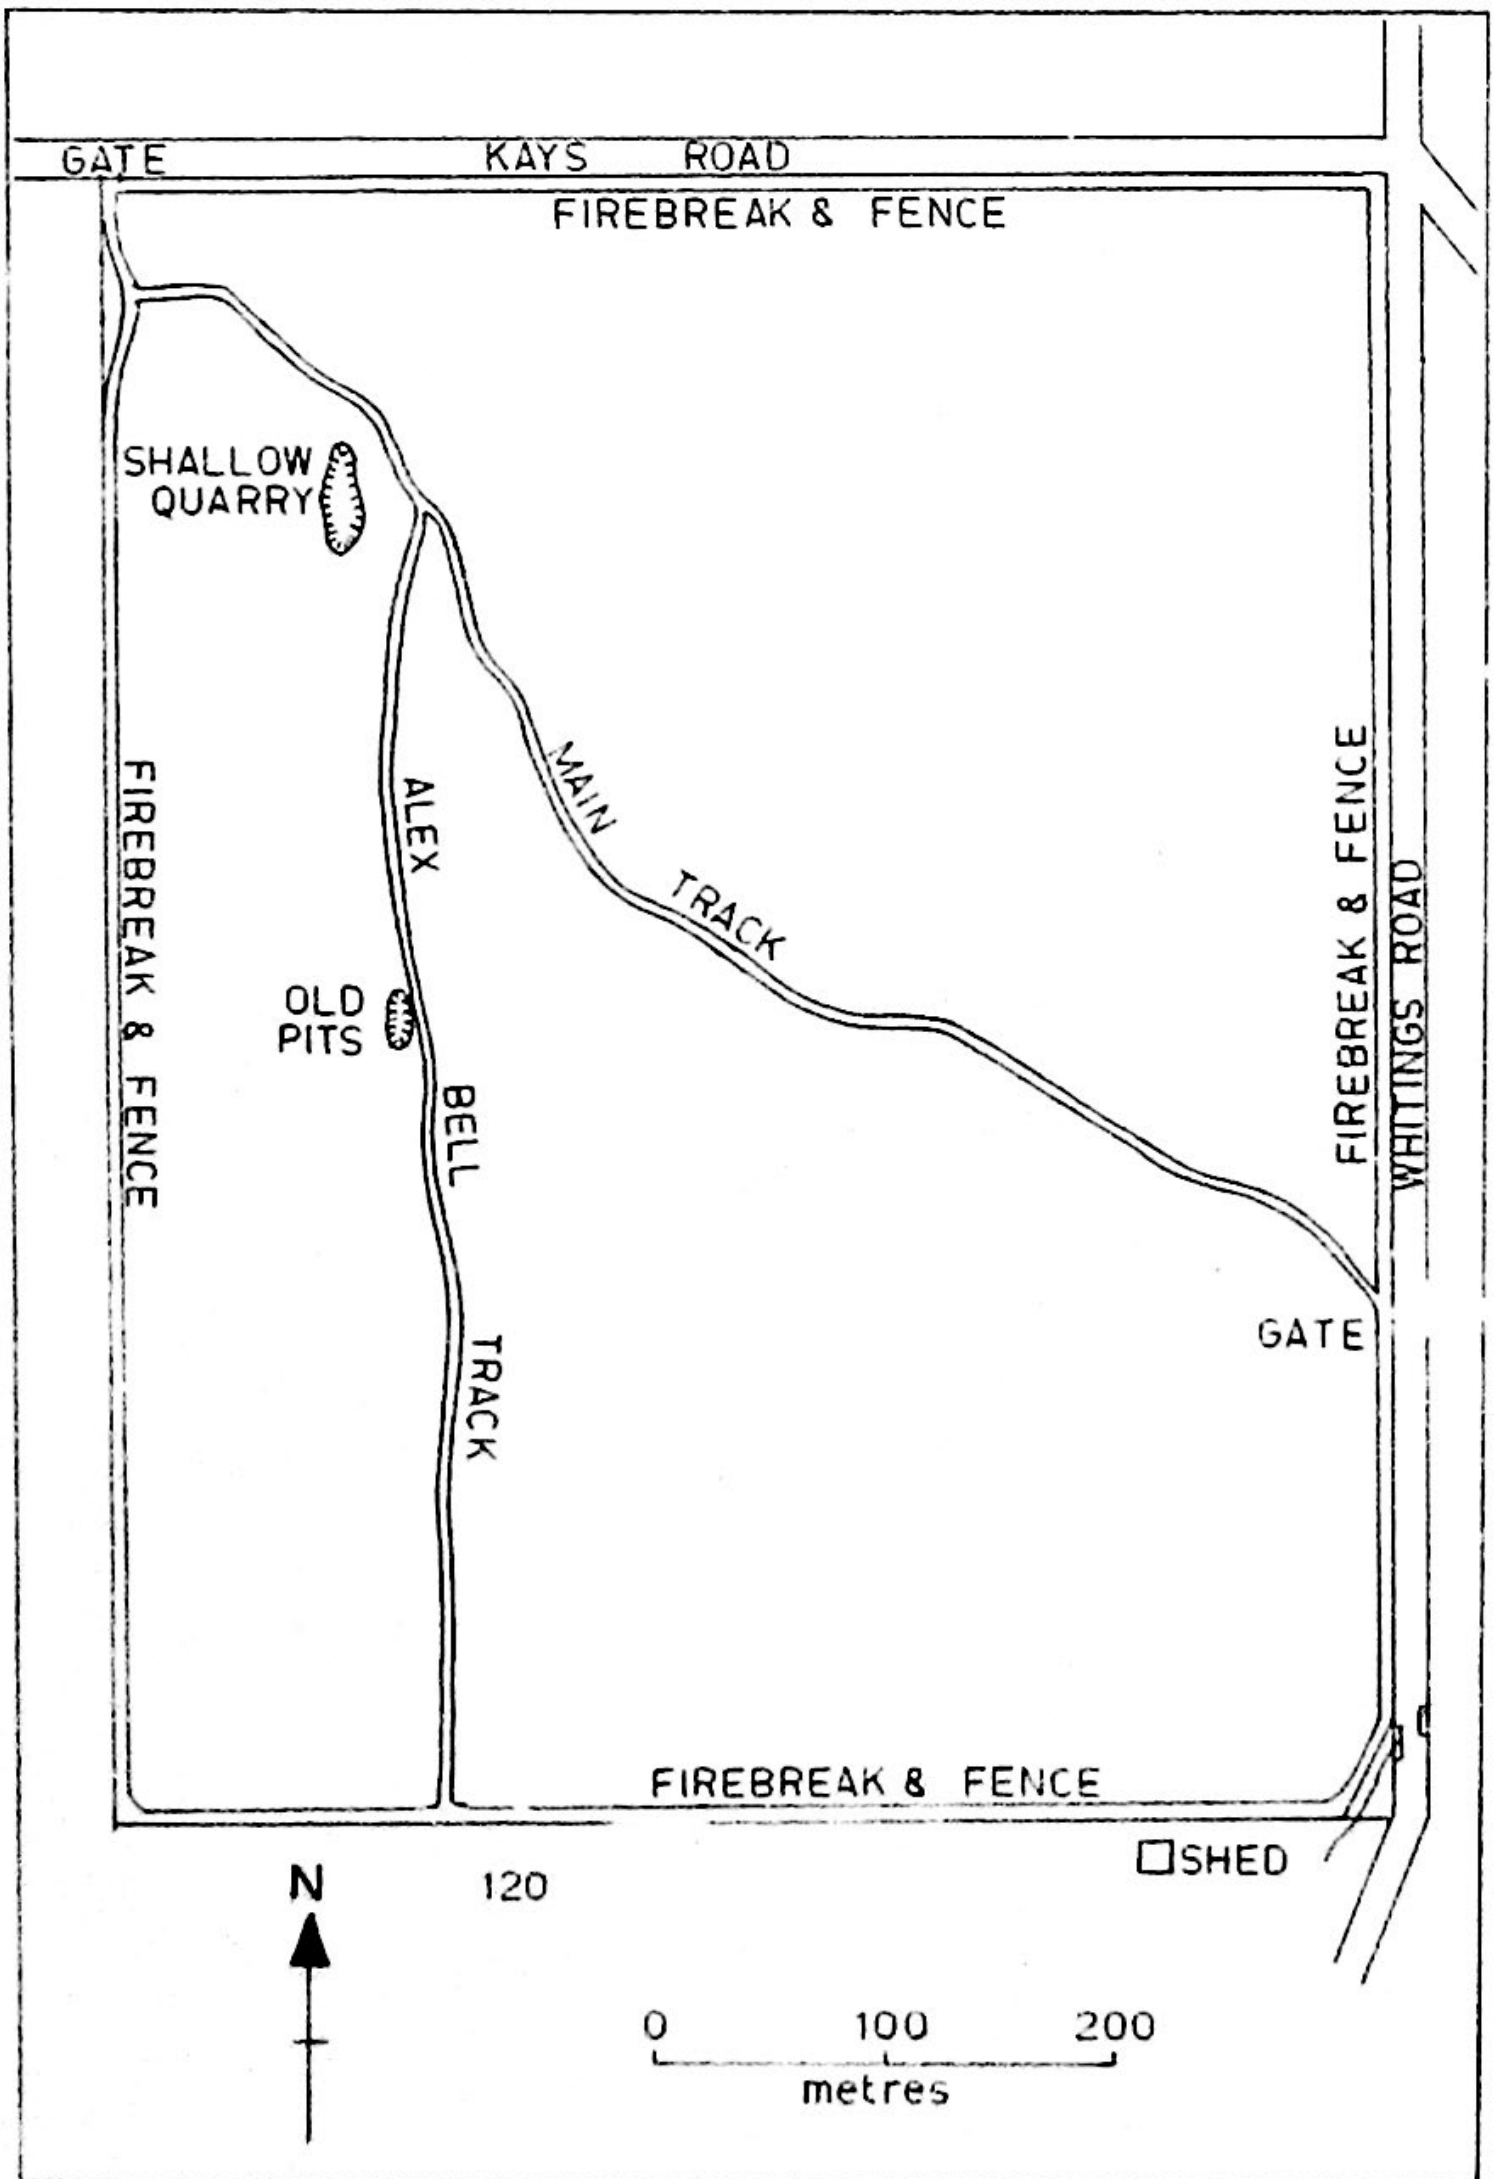 GATE
KAYS ROAD
FIREBREAK & FENCE
SHALLOW
QUARRY
MAIN
TRACK
ALEX
BELL
TRACK
FIREBREAK & FENCE
OLD
PITS
FIREBREAK & FENCE
WHITINGS ROAD
GATE
FIREBREAK & FENCE
SHED
N
120
0 100 200
metres